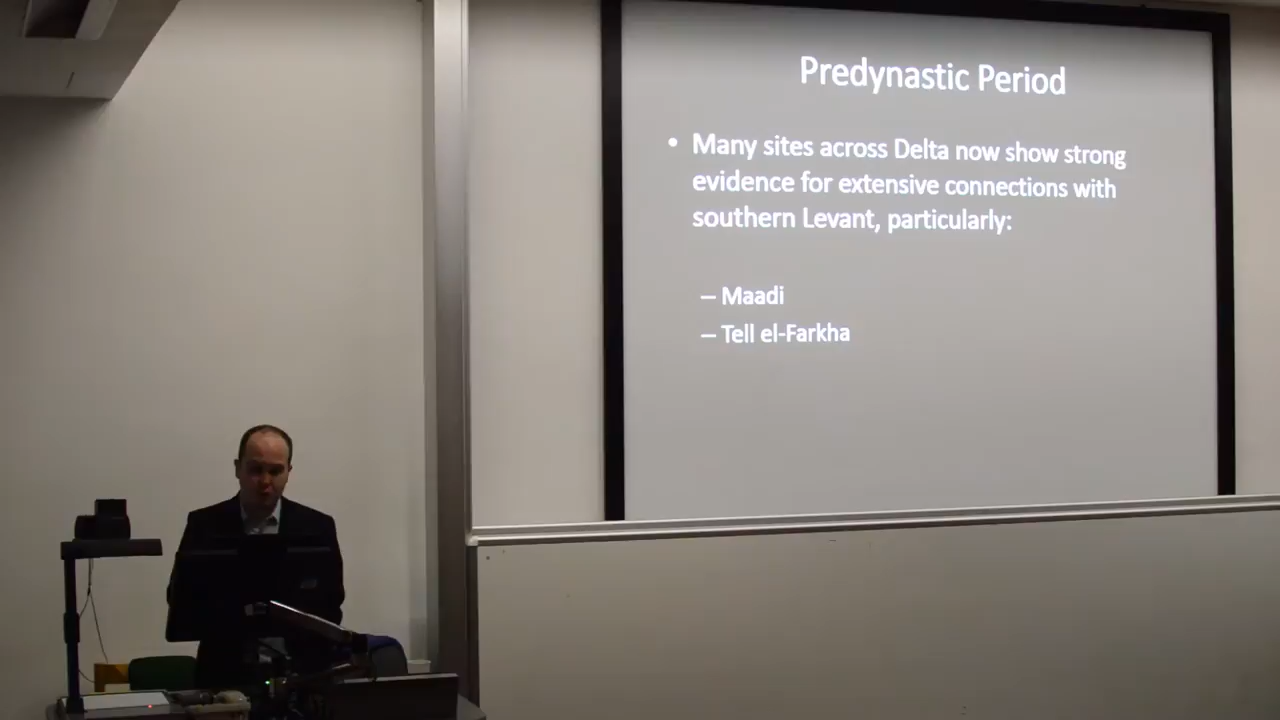 Predynastic Period
• Many sites across Delta now show strong
evidence for extensive connections with
southern Levant, particularly:
– Maadi
– Tell el-Farkha